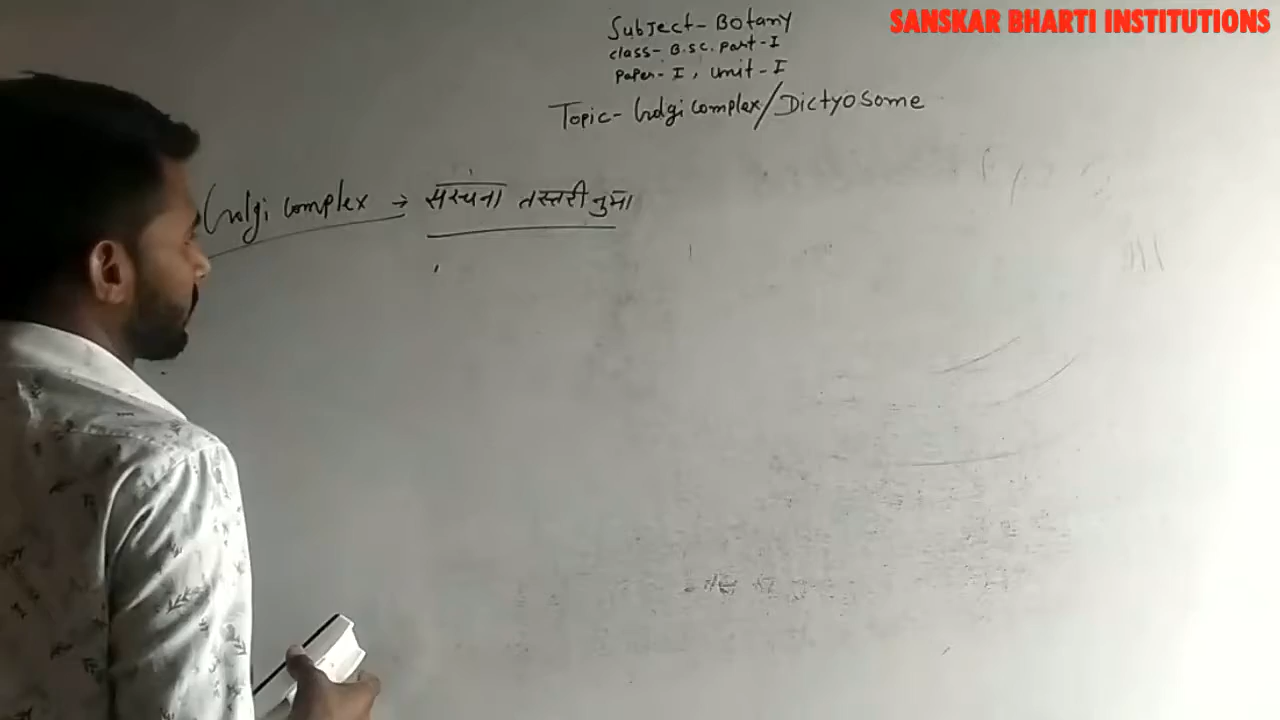 SANSKAR BHARTI INSTITUTIONS
Subject - Botany
class - B.sc. part - I
paper - I, unit - I
Topic - Golgi complex/Dictyosome
Golgi complex → संरचना तस्तरीनुमा